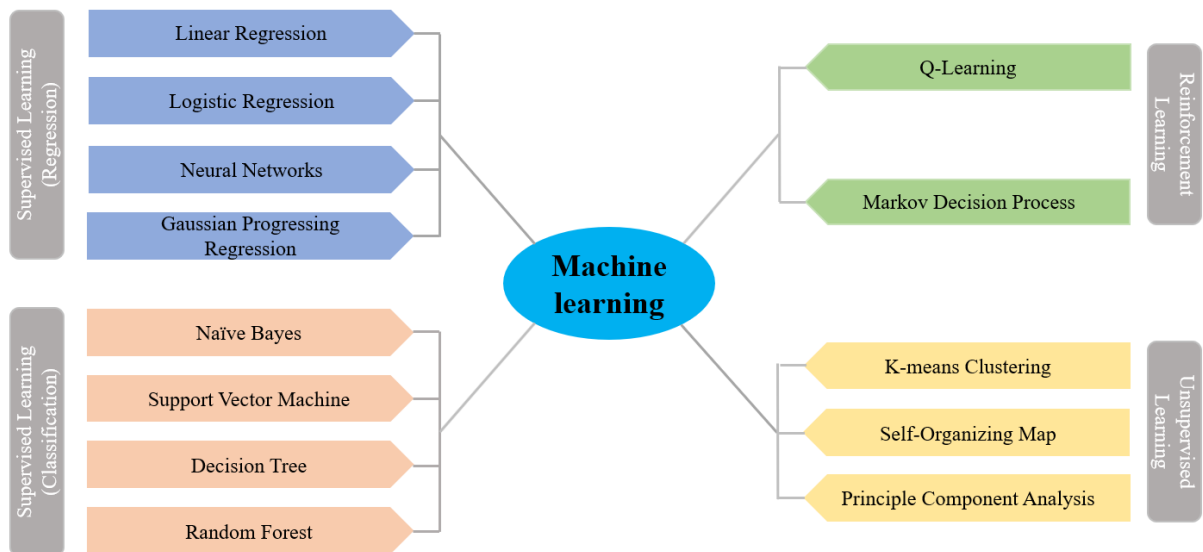 Supervised Learning
(Regression)
Linear Regression
Logistic Regression
Neural Networks
Gaussian Progressing
Regression
Supervised Learning
(Classification)
Naïve Bayes
Support Vector Machine
Decision Tree
Random Forest
Machine
learning
Q-Learning
Markov Decision Process
Reinforcement
Learning
K-means Clustering
Self-Organizing Map
Principle Component Analysis
Unsupervised
Learning